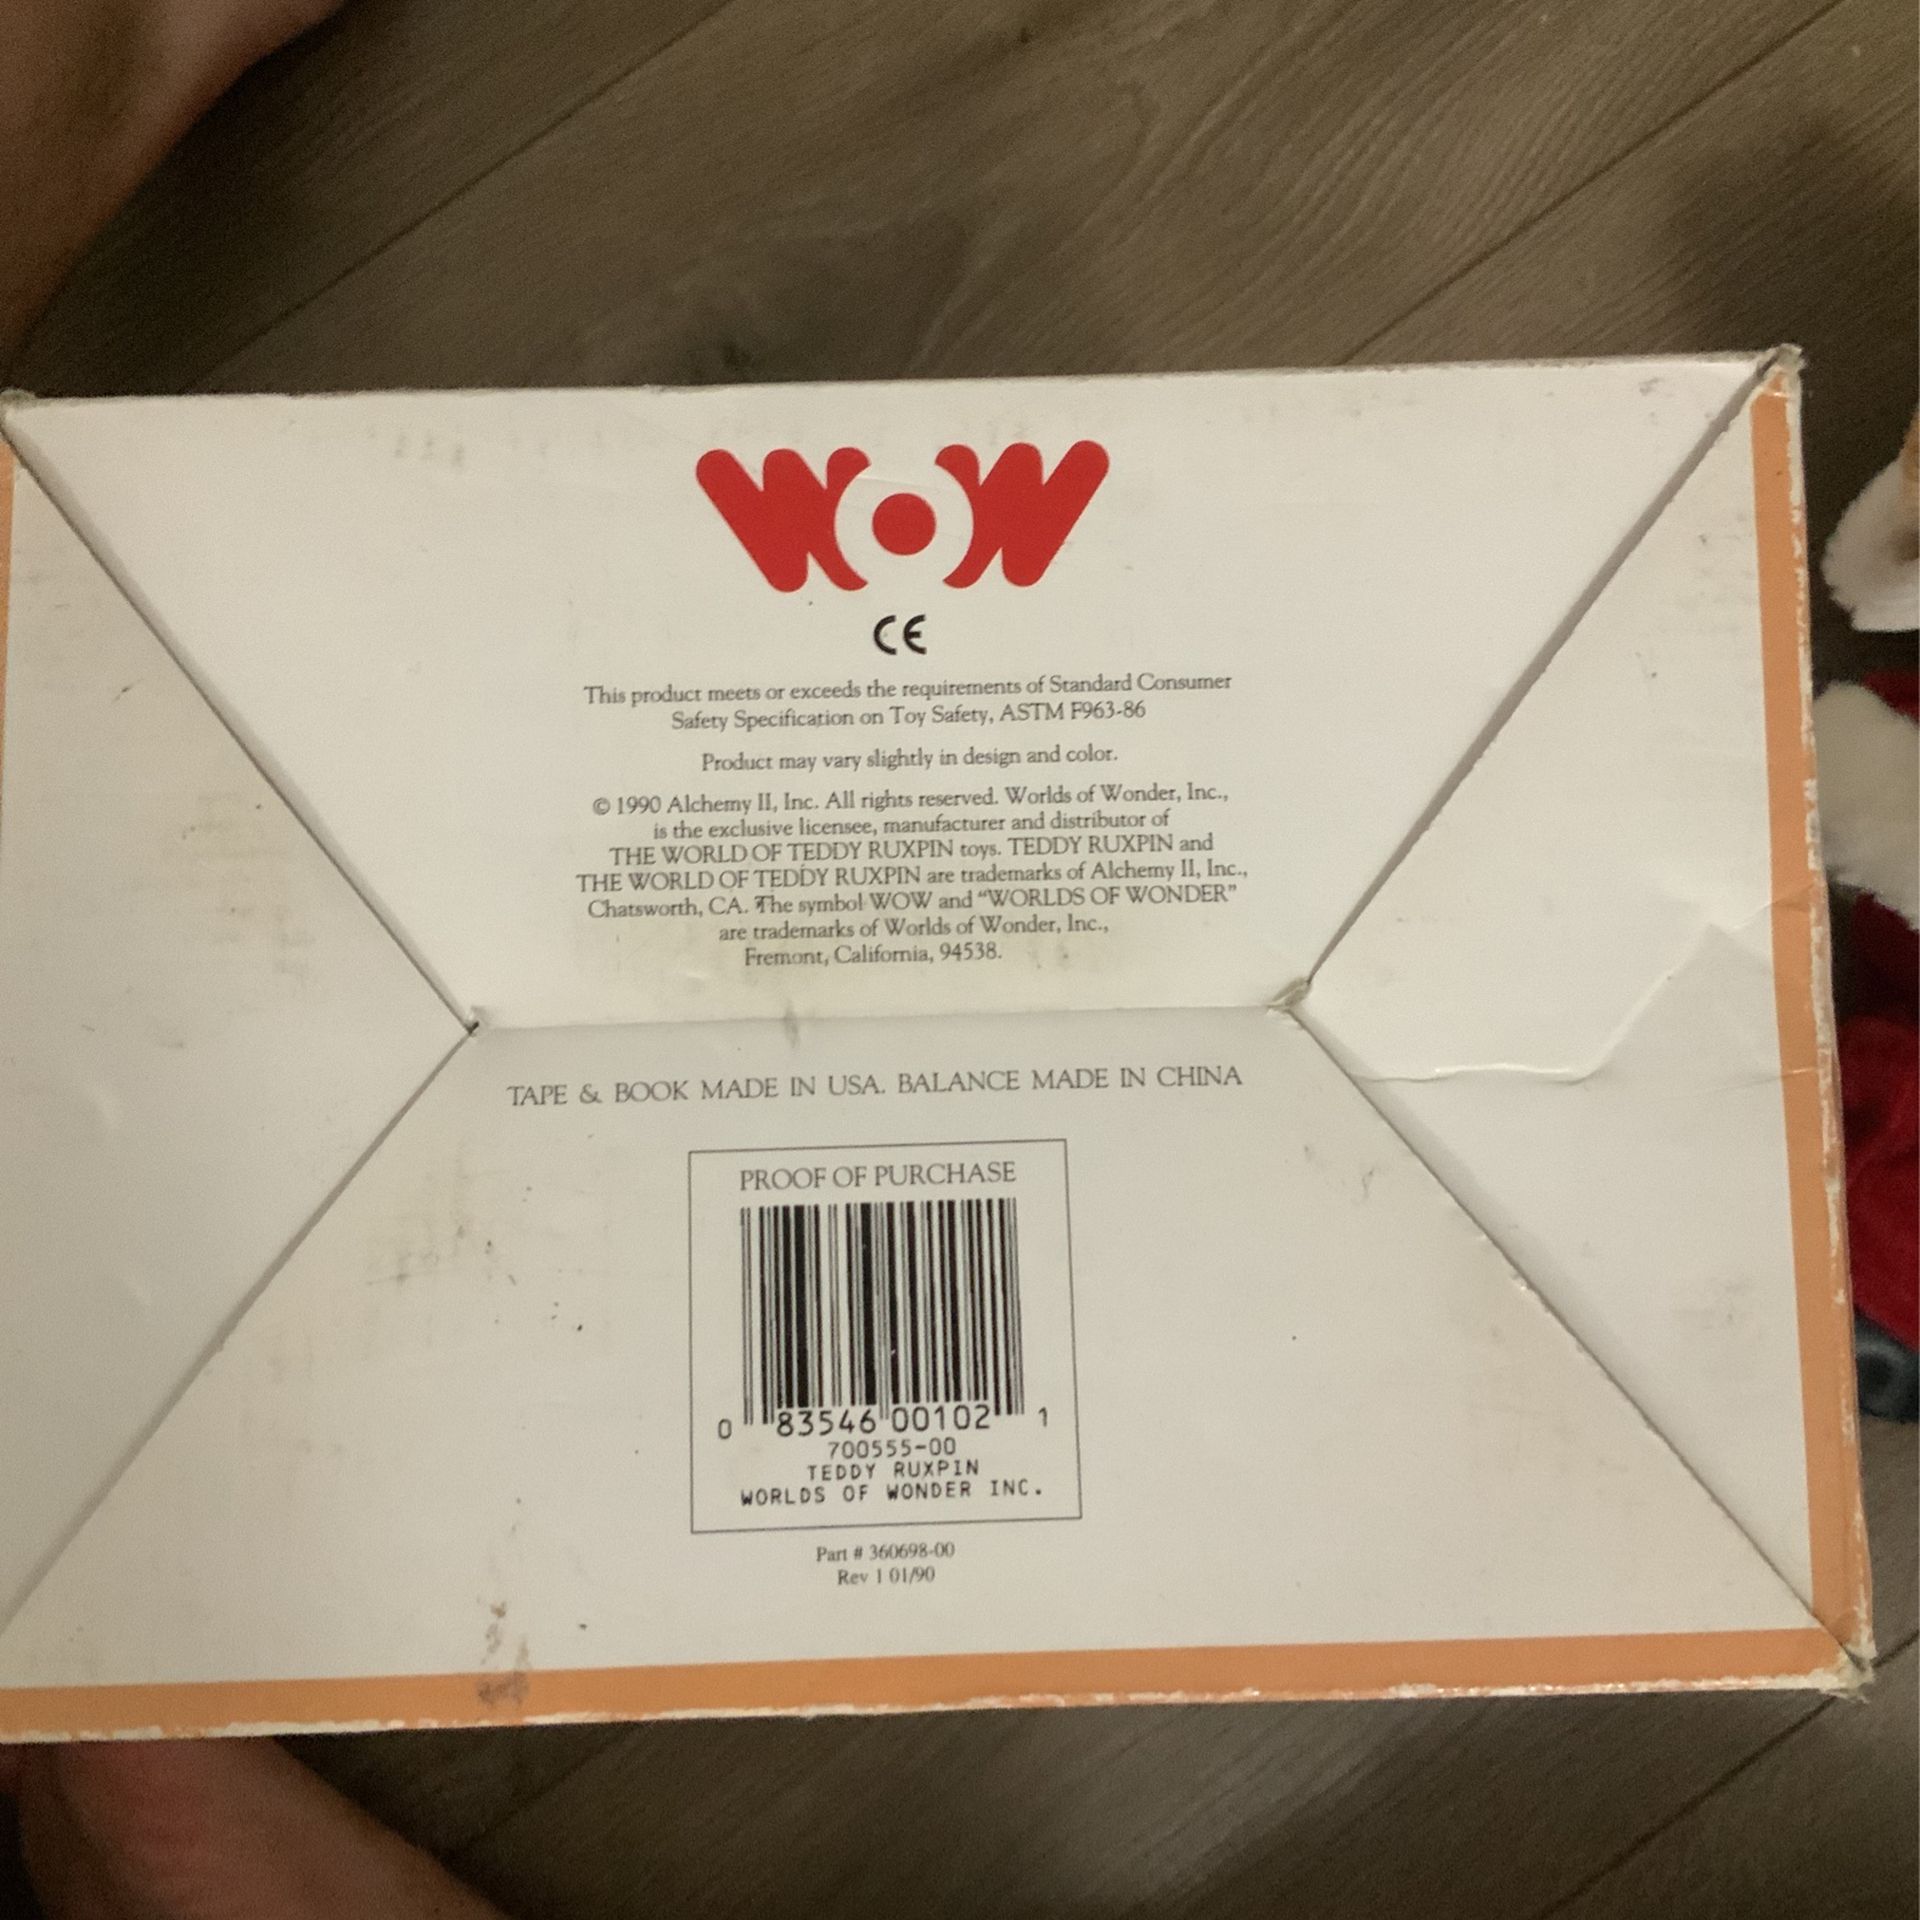 WOW
CE
This product meets or exceeds the requirements of Standard Consumer
Safety Specification on Toy Safety, ASTM F963-86
Product may vary slightly in design and color.
© 1990 Alchemy II, Inc. All rights reserved. Worlds of Wonder, Inc.,
is the exclusive licensee, manufacturer and distributor of
THE WORLD OF TEDDY RUXPIN toys. TEDDY RUXPIN and
THE WORLD OF TEDDY RUXPIN are trademarks of Alchemy II, Inc.,
Chatsworth, CA. The symbol WOW and “WORLDS OF WONDER”
are trademarks of Worlds of Wonder, Inc.,
Fremont, California, 94538.
TAPE & BOOK MADE IN USA. BALANCE MADE IN CHINA
PROOF OF PURCHASE
0 83546 00102 1
700555-00
TEDDY RUXPIN
WORLDS OF WONDER INC.
Part # 360698-00
Rev 1 01/90